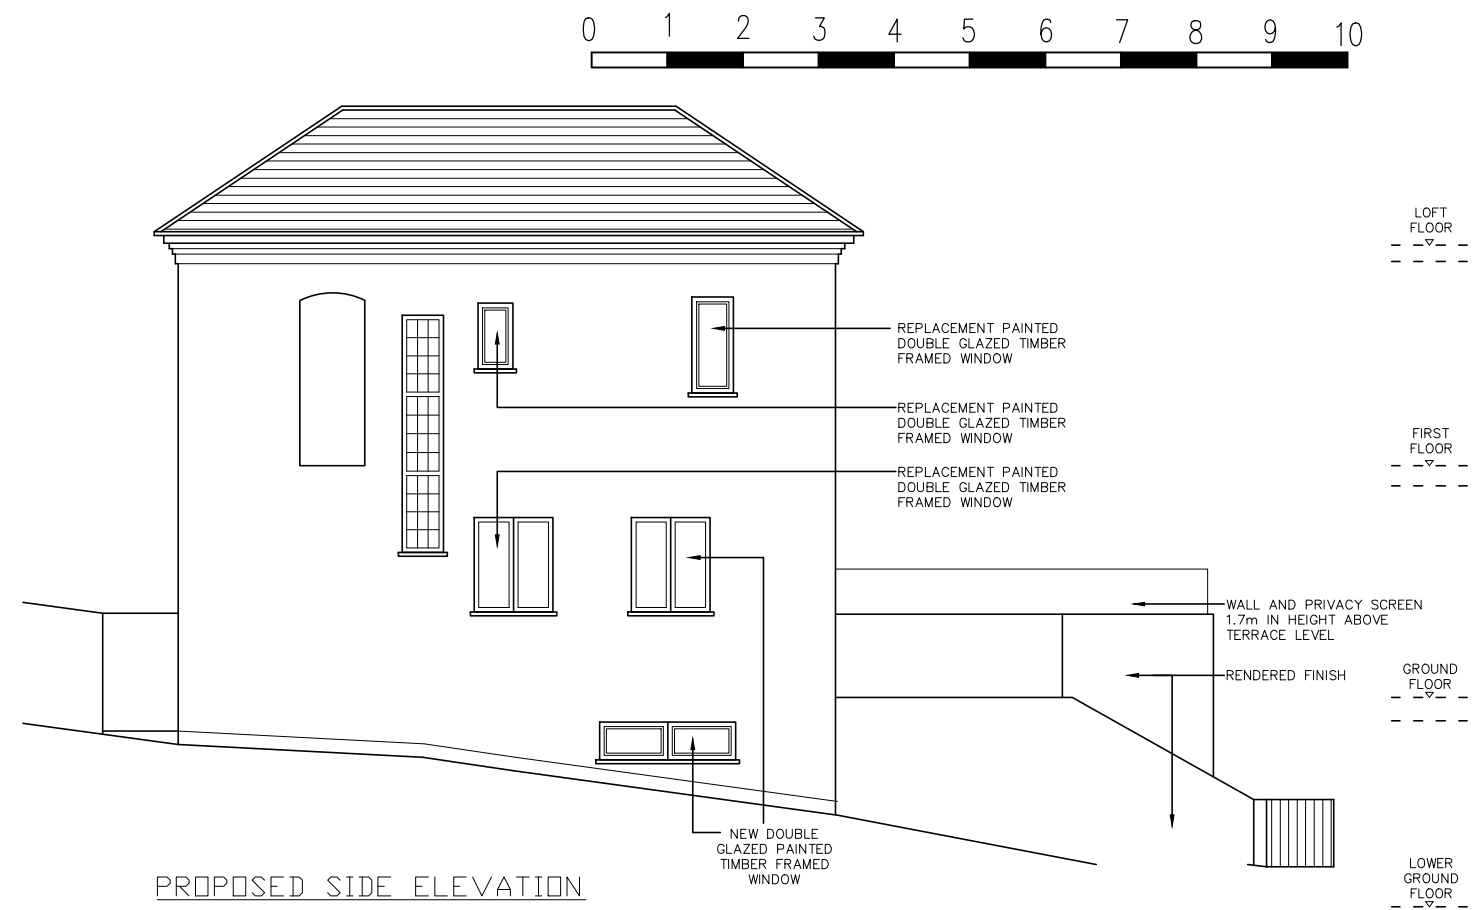 0 1 2 3 4 5 6 7 8 9 10
LOFT
FLOOR
REPLACEMENT PAINTED
DOUBLE GLAZED TIMBER
FRAMED WINDOW
REPLACEMENT PAINTED
DOUBLE GLAZED TIMBER
FRAMED WINDOW
FIRST
FLOOR
REPLACEMENT PAINTED
DOUBLE GLAZED TIMBER
FRAMED WINDOW
WALL AND PRIVACY SCREEN
1.7m IN HEIGHT ABOVE
TERRACE LEVEL
RENDERED FINISH
GROUND
FLOOR
NEW DOUBLE
GLAZED PAINTED
TIMBER FRAMED
WINDOW
LOWER
GROUND
FLOOR
PROPOSED SIDE ELEVATION